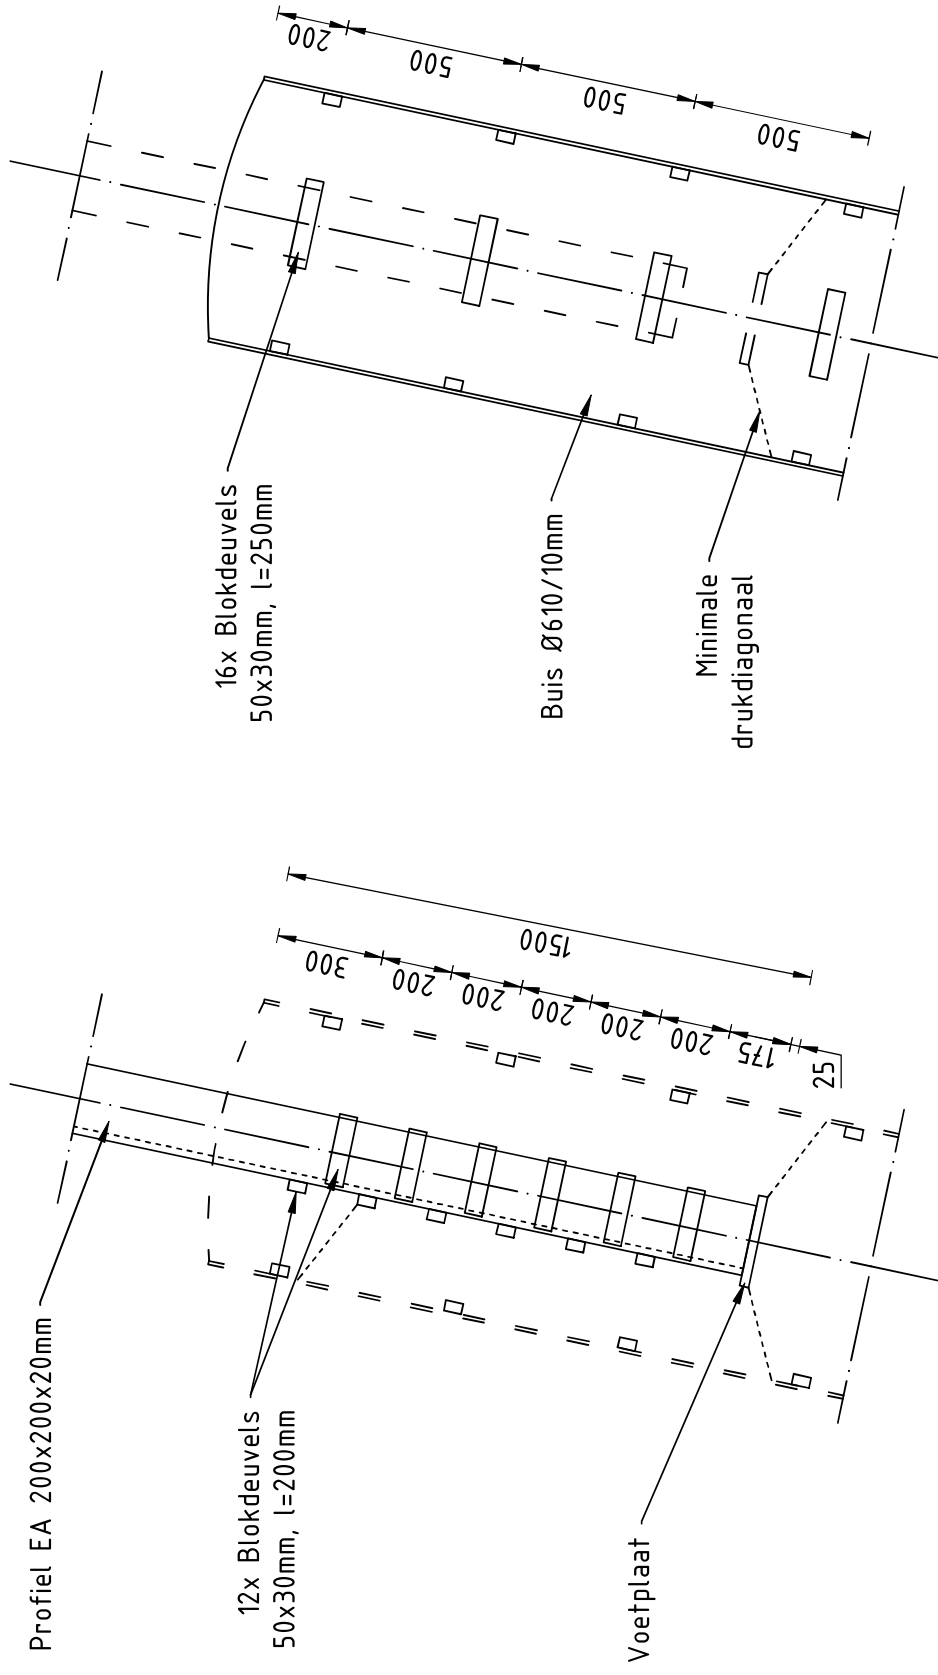 Profiel EA 200x200x20mm
12x Blokdeuvels
50x30mm, l=200mm
Voetplaat
300
200
200
200
200
200
175
25
1500
16x Blokdeuvels
50x30mm, l=250mm
Buis Ø610/10mm
Minimale
drukdiagonaal
200
500
500
500